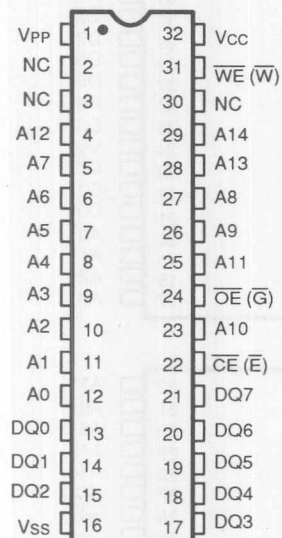 VPP 1 32 VCC
NC 2 31 WE (W)
NC 3 30 NC
A12 4 29 A14
A7 5 28 A13
A6 6 27 A8
A5 7 26 A9
A4 8 25 A11
A3 9 24 OE (G)
A2 10 23 A10
A1 11 22 CE (E)
A0 12 21 DQ7
DQ0 13 20 DQ6
DQ1 14 19 DQ5
DQ2 15 18 DQ4
VSS 16 17 DQ3